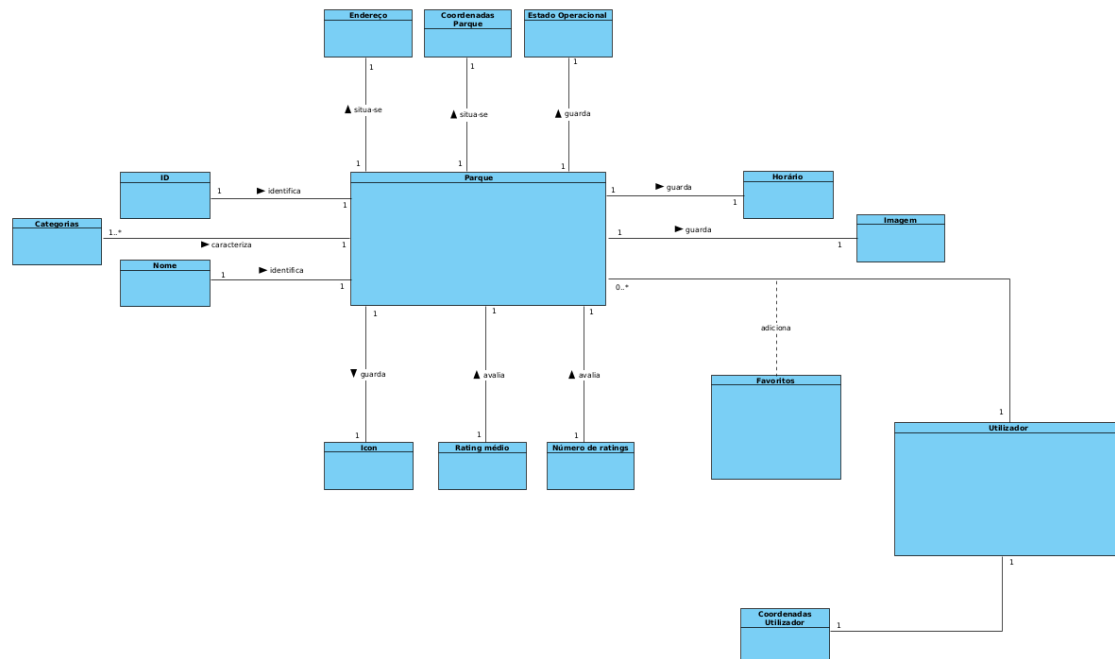 Endereço
Coordenadas
Parque
Estado Operacional
1
1
1
situa-se
situa-se
guarda
1
1
1
ID
Parque
Horário
1
identifica
1
1
guarda
1
Categorias
Imagem
1..*
caracteriza
1
1
guarda
1
Nome
1
identifica
1
0..*
1
1
1
adiciona
guarda
avalia
avalia
Favoritos
1
Utilizador
1
1
1
Icon
Rating médio
Número de ratings
1
Coordenadas
Utilizador
1